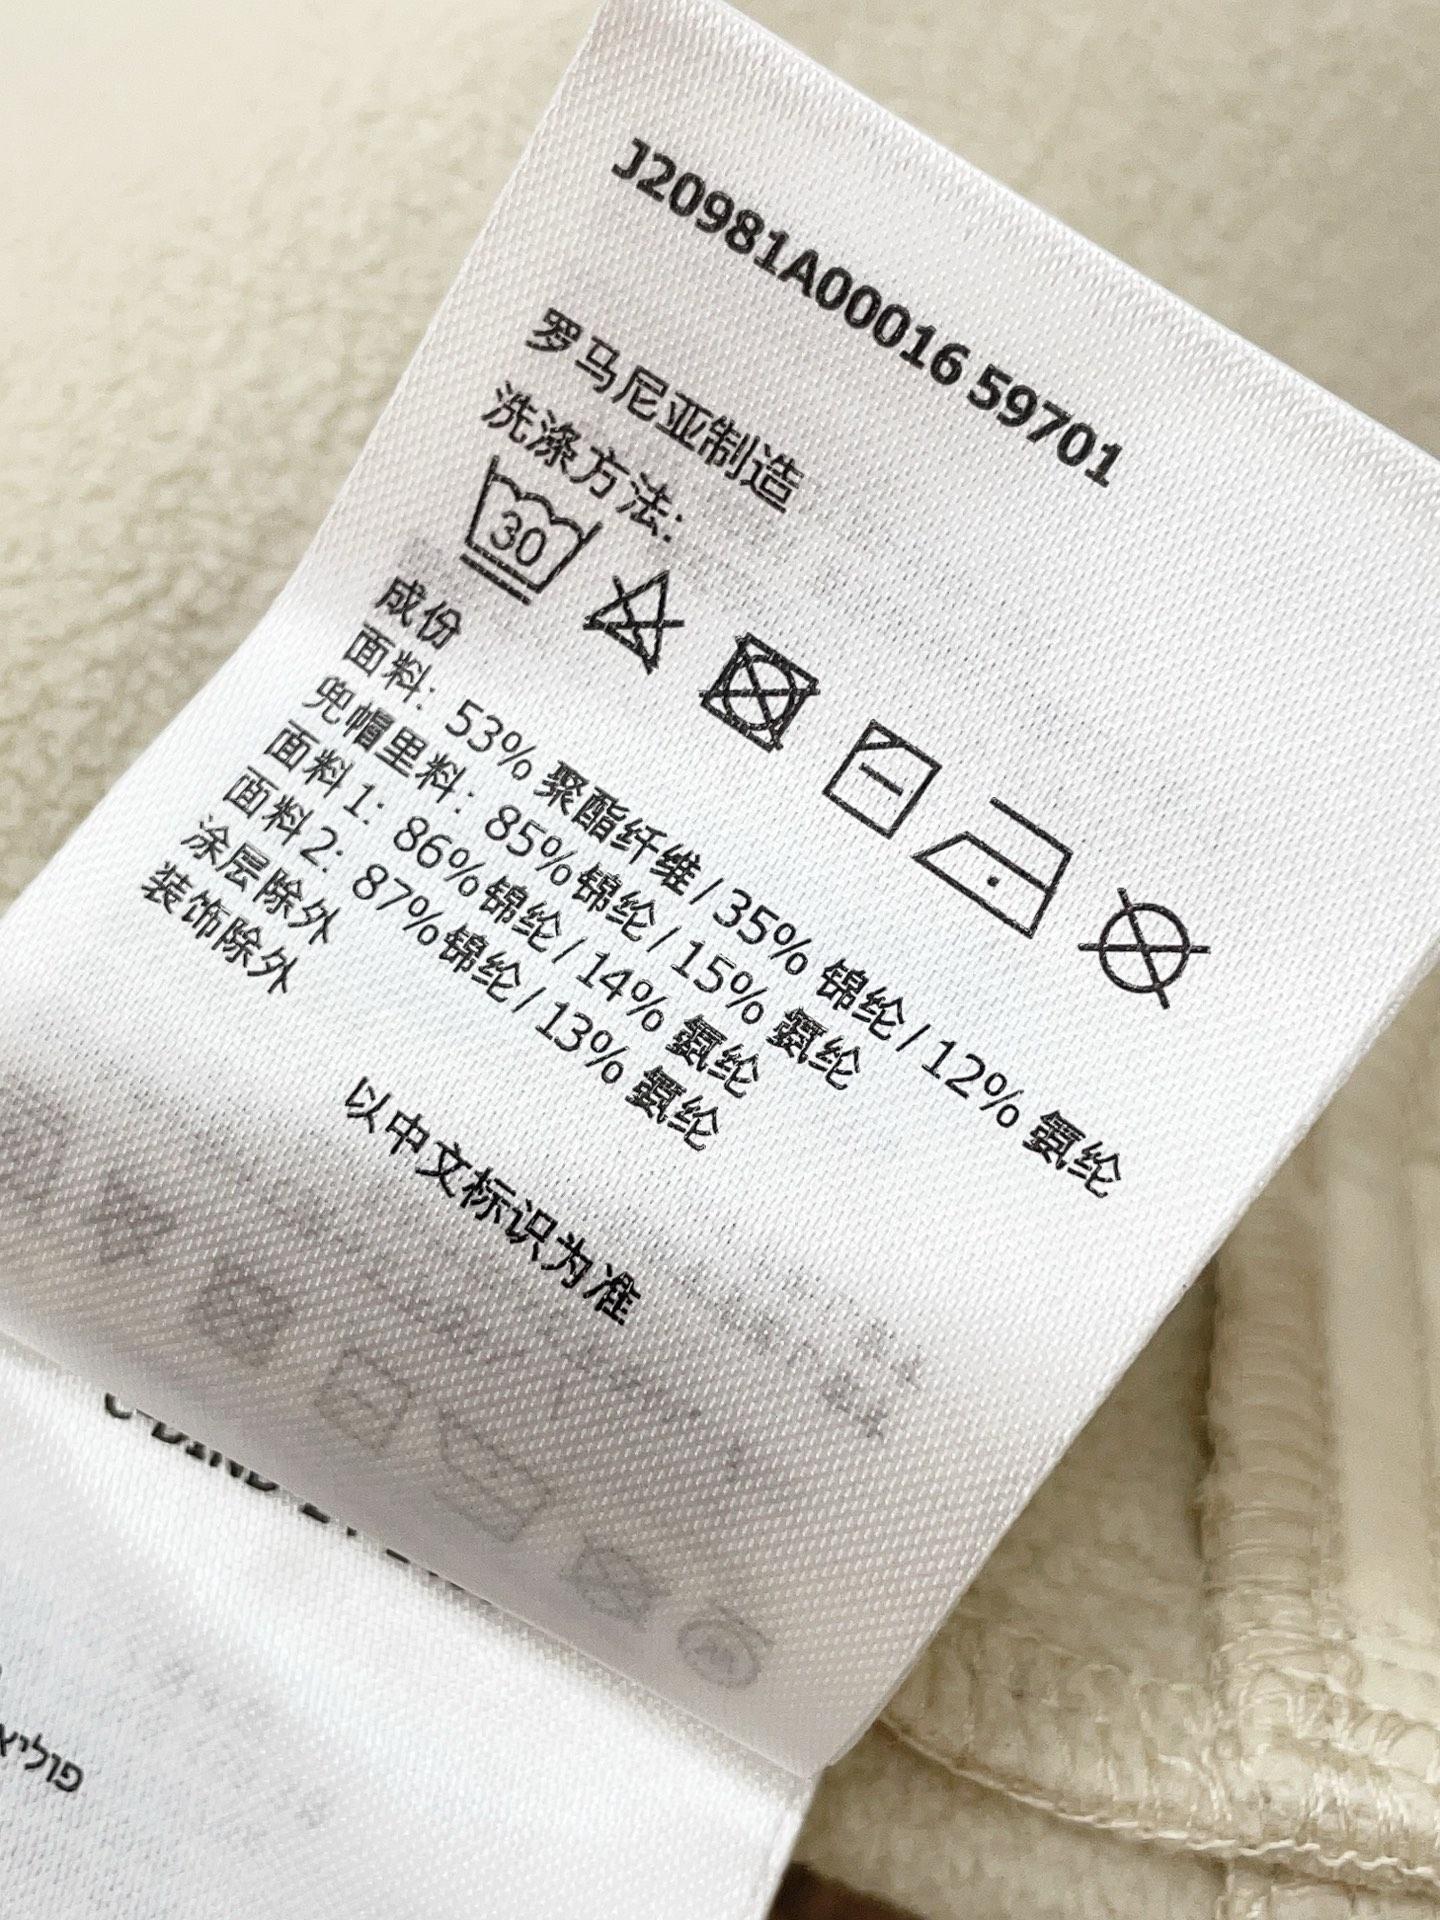 J20981A00016 59701
罗马尼亚制造
洗涤方法:
30
成份
面料: 53% 聚酯纤维 / 35% 锦纶 / 12% 氨纶
兜帽里料: 85% 锦纶 / 15% 氨纶
面料 1: 86% 锦纶 / 14% 氨纶
面料 2: 87% 锦纶 / 13% 氨纶
涂层除外
装饰除外
以中文标识为准